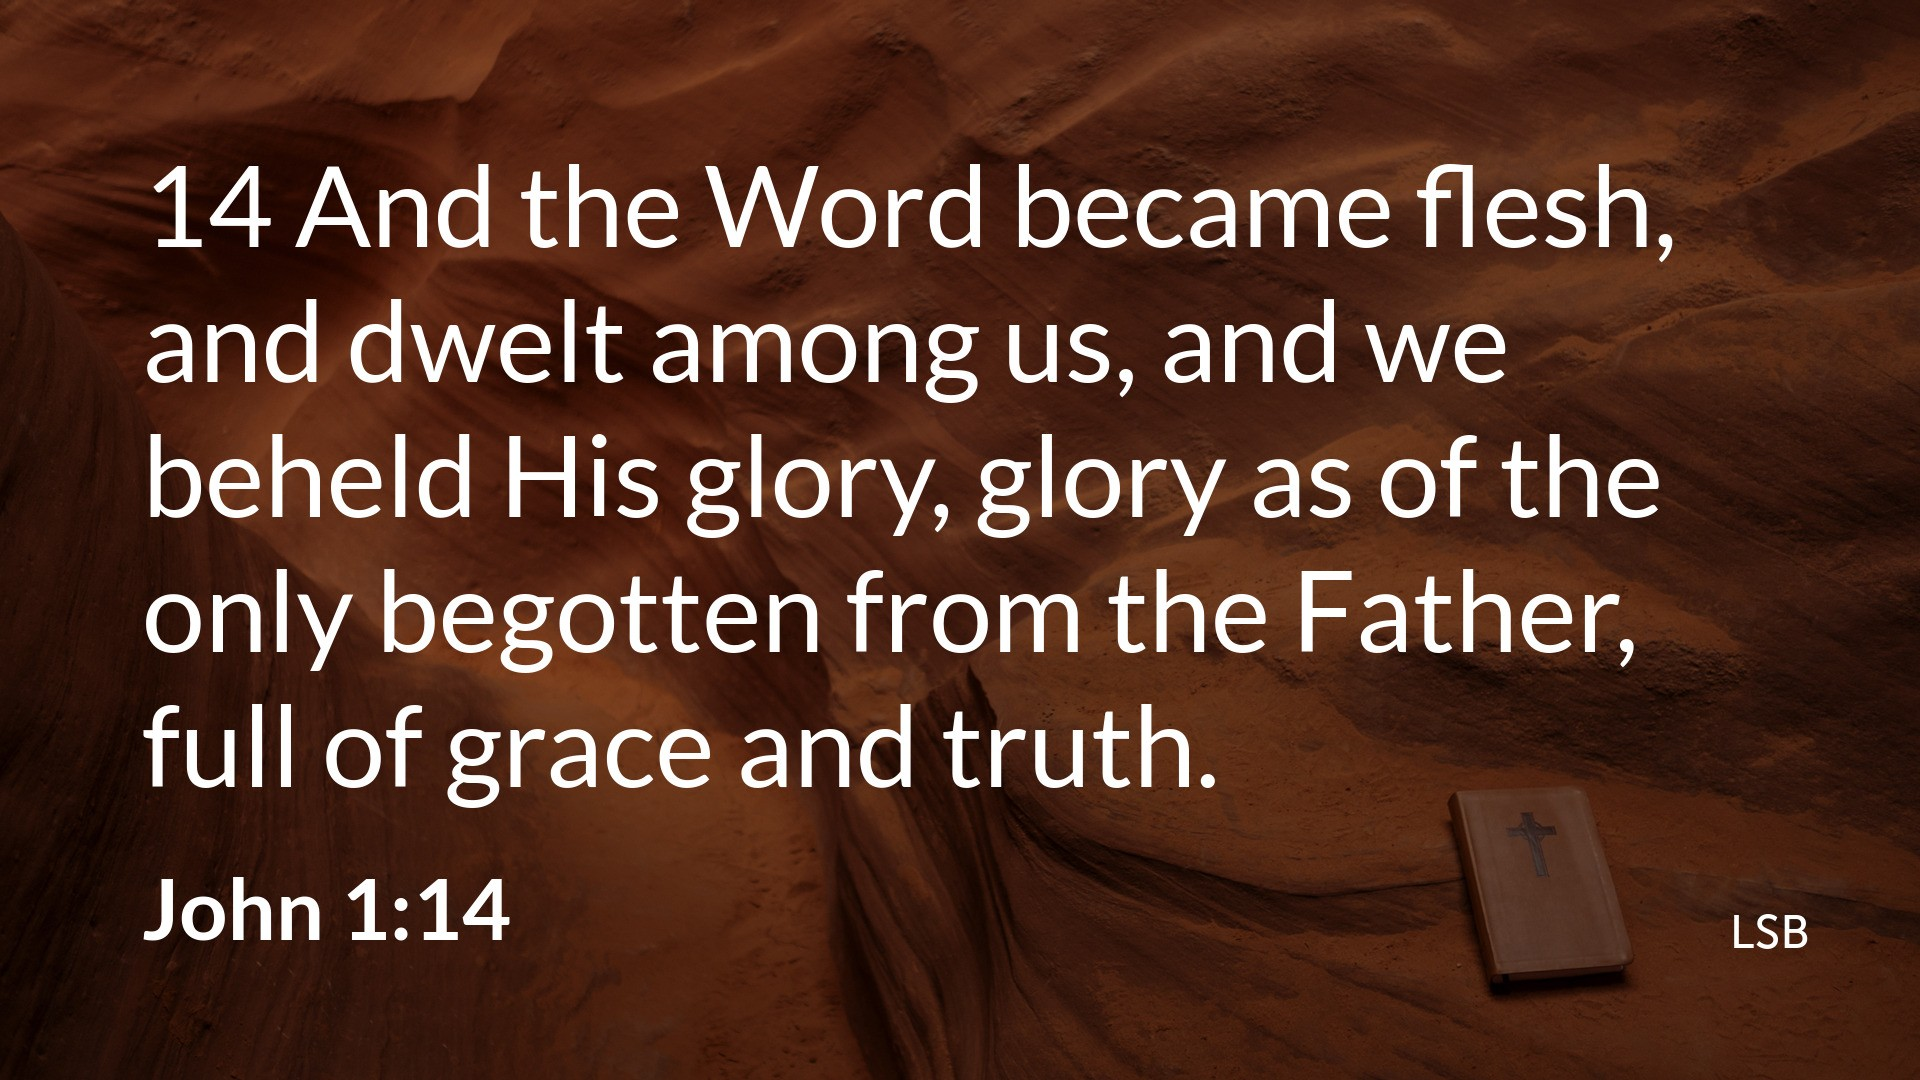 14 And the Word became flesh,
and dwelt among us, and we
beheld His glory, glory as of the
only begotten from the Father,
full of grace and truth.
John 1:14
LSB